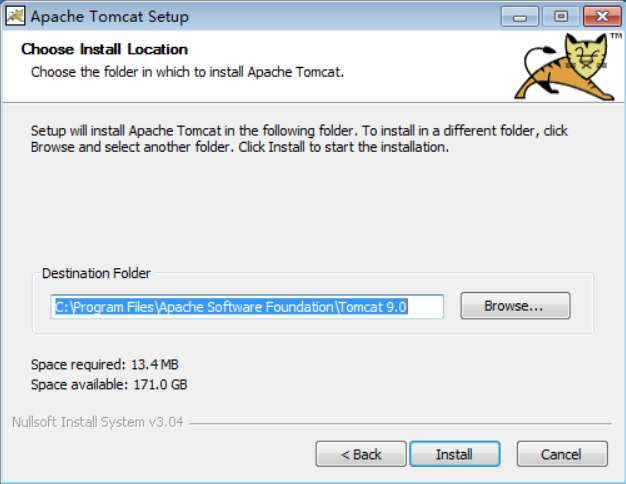 Apache Tomcat Setup
Choose Install Location
Choose the folder in which to install Apache Tomcat.
TM
Setup will install Apache Tomcat in the following folder. To install in a different folder, click
Browse and select another folder. Click Install to start the installation.
Destination Folder
C:\Program Files\Apache Software Foundation\Tomcat 9.0
Browse...
Space required: 13.4 MB
Space available: 171.0 GB
Nullsoft Install System v3.04
< Back
Install
Cancel